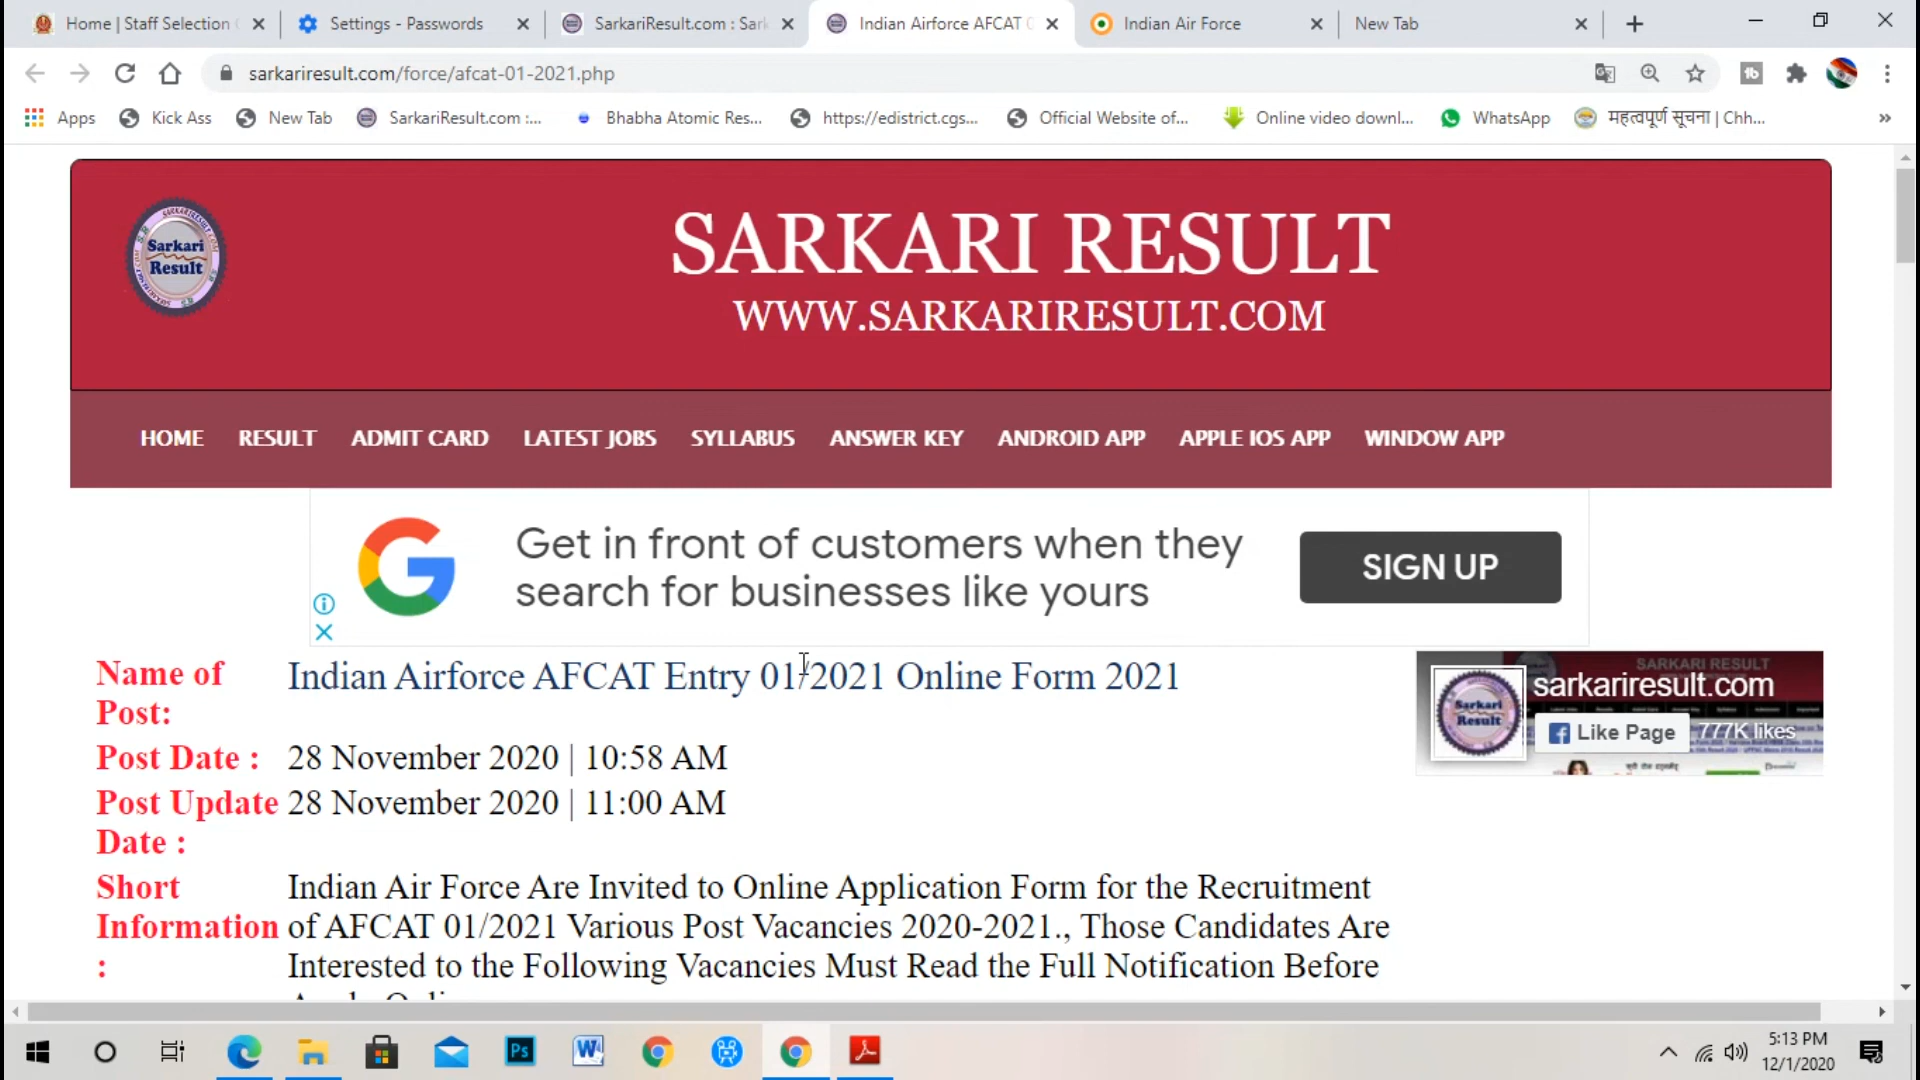 Home | Staff Selection
Settings - Passwords
SarkariResult.com : Sark
Indian Airforce AFCAT 0
Indian Air Force
New Tab
sarkariresult.com/force/afcat-01-2021.php
Apps
Kick Ass
New Tab
SarkariResult.com :...
Bhabha Atomic Res...
https://edistrict.cgs...
Official Website of...
Online video downl...
WhatsApp
महत्वपूर्ण सूचना | Chh...
»
Sarkari
Result
SARKARI RESULT
WWW.SARKARIRESULT.COM
HOME RESULT ADMIT CARD LATEST JOBS SYLLABUS ANSWER KEY ANDROID APP APPLE IOS APP WINDOW APP
Get in front of customers when they
search for businesses like yours
SIGN UP
Name of
Post:
Indian Airforce AFCAT Entry 01/2021 Online Form 2021
Post Date : 28 November 2020 | 10:58 AM
Post Update
Date :
28 November 2020 | 11:00 AM
Short
Information
:
Indian Air Force Are Invited to Online Application Form for the Recruitment
of AFCAT 01/2021 Various Post Vacancies 2020-2021., Those Candidates Are
Interested to the Following Vacancies Must Read the Full Notification Before
SARKARI RESULT
sarkariresult.com
Sarkari
Result
Like Page
777K likes
Ps
W
5:13 PM
12/1/2020